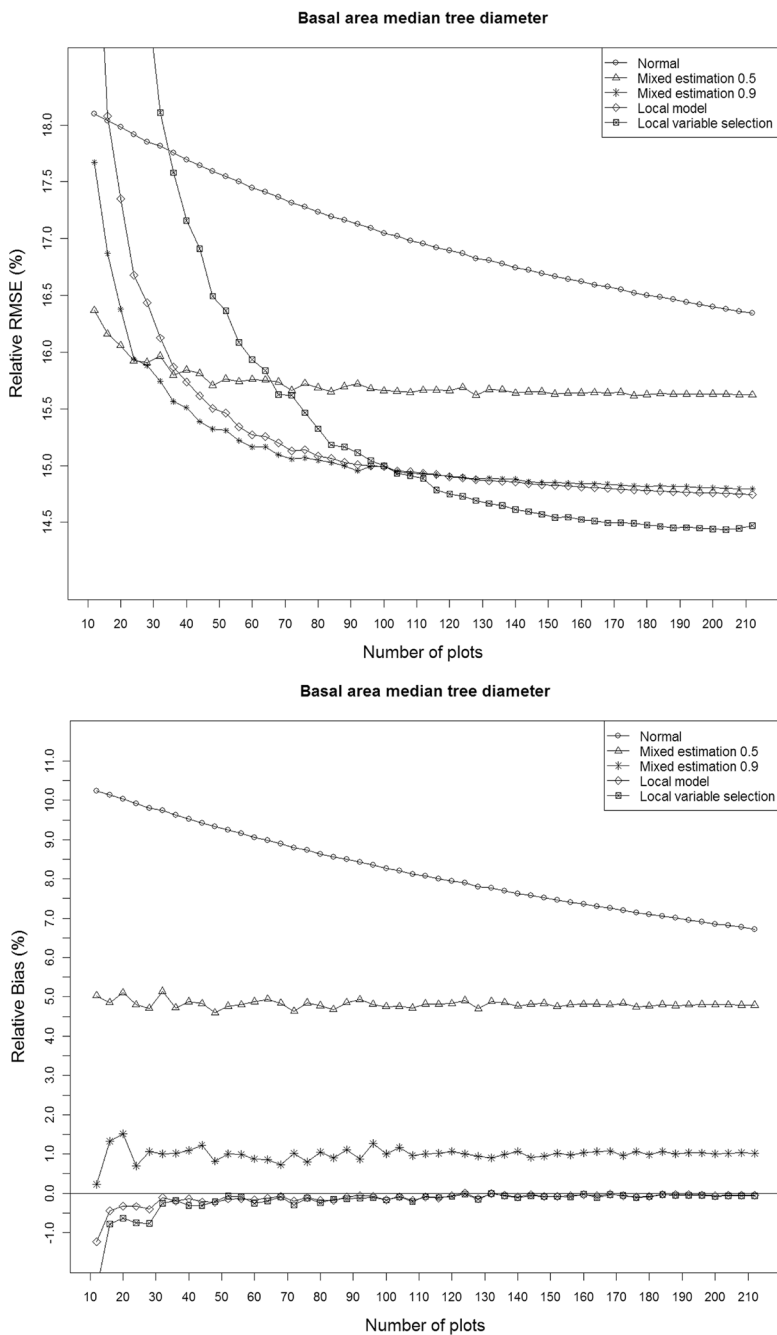 Basal area median tree diameter
Normal
Mixed estimation 0.5
Mixed estimation 0.9
Local model
Local variable selection
Relative RMSE (%)
18.0
17.5
17.0
16.5
16.0
15.5
15.0
14.5
10 20 30 40 50 60 70 80 90 100 110 120 130 140 150 160 170 180 190 200 210
Number of plots
Basal area median tree diameter
Normal
Mixed estimation 0.5
Mixed estimation 0.9
Local model
Local variable selection
Relative Bias (%)
11.0
10.0
9.0
8.0
7.0
6.0
5.0
4.0
3.0
2.0
1.0
0.0
-1.0
10 20 30 40 50 60 70 80 90 100 110 120 130 140 150 160 170 180 190 200 210
Number of plots